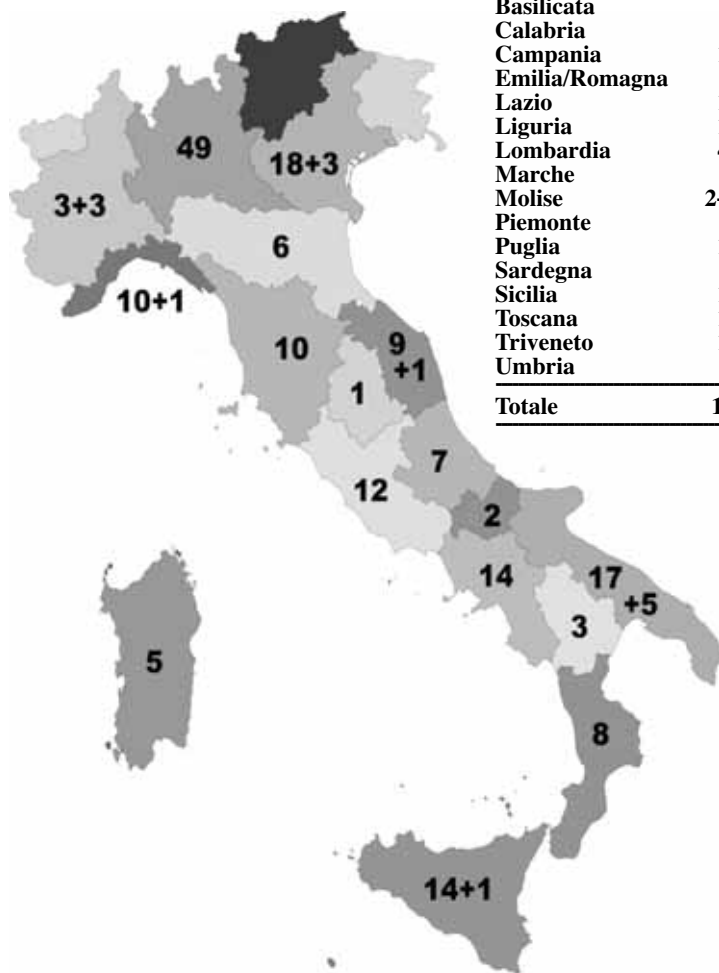 Basilicata
Calabria
Campania
Emilia/Romagna
Lazio
Liguria
Lombardia
Marche
Molise 2-
Piemonte
Puglia
Sardegna
Sicilia
Toscana
Triveneto
Umbria
Totale 1
49
18+3
3+3
6
10+1
10
9
+1
1
7
12
2
14
17
+5
3
5
8
14+1